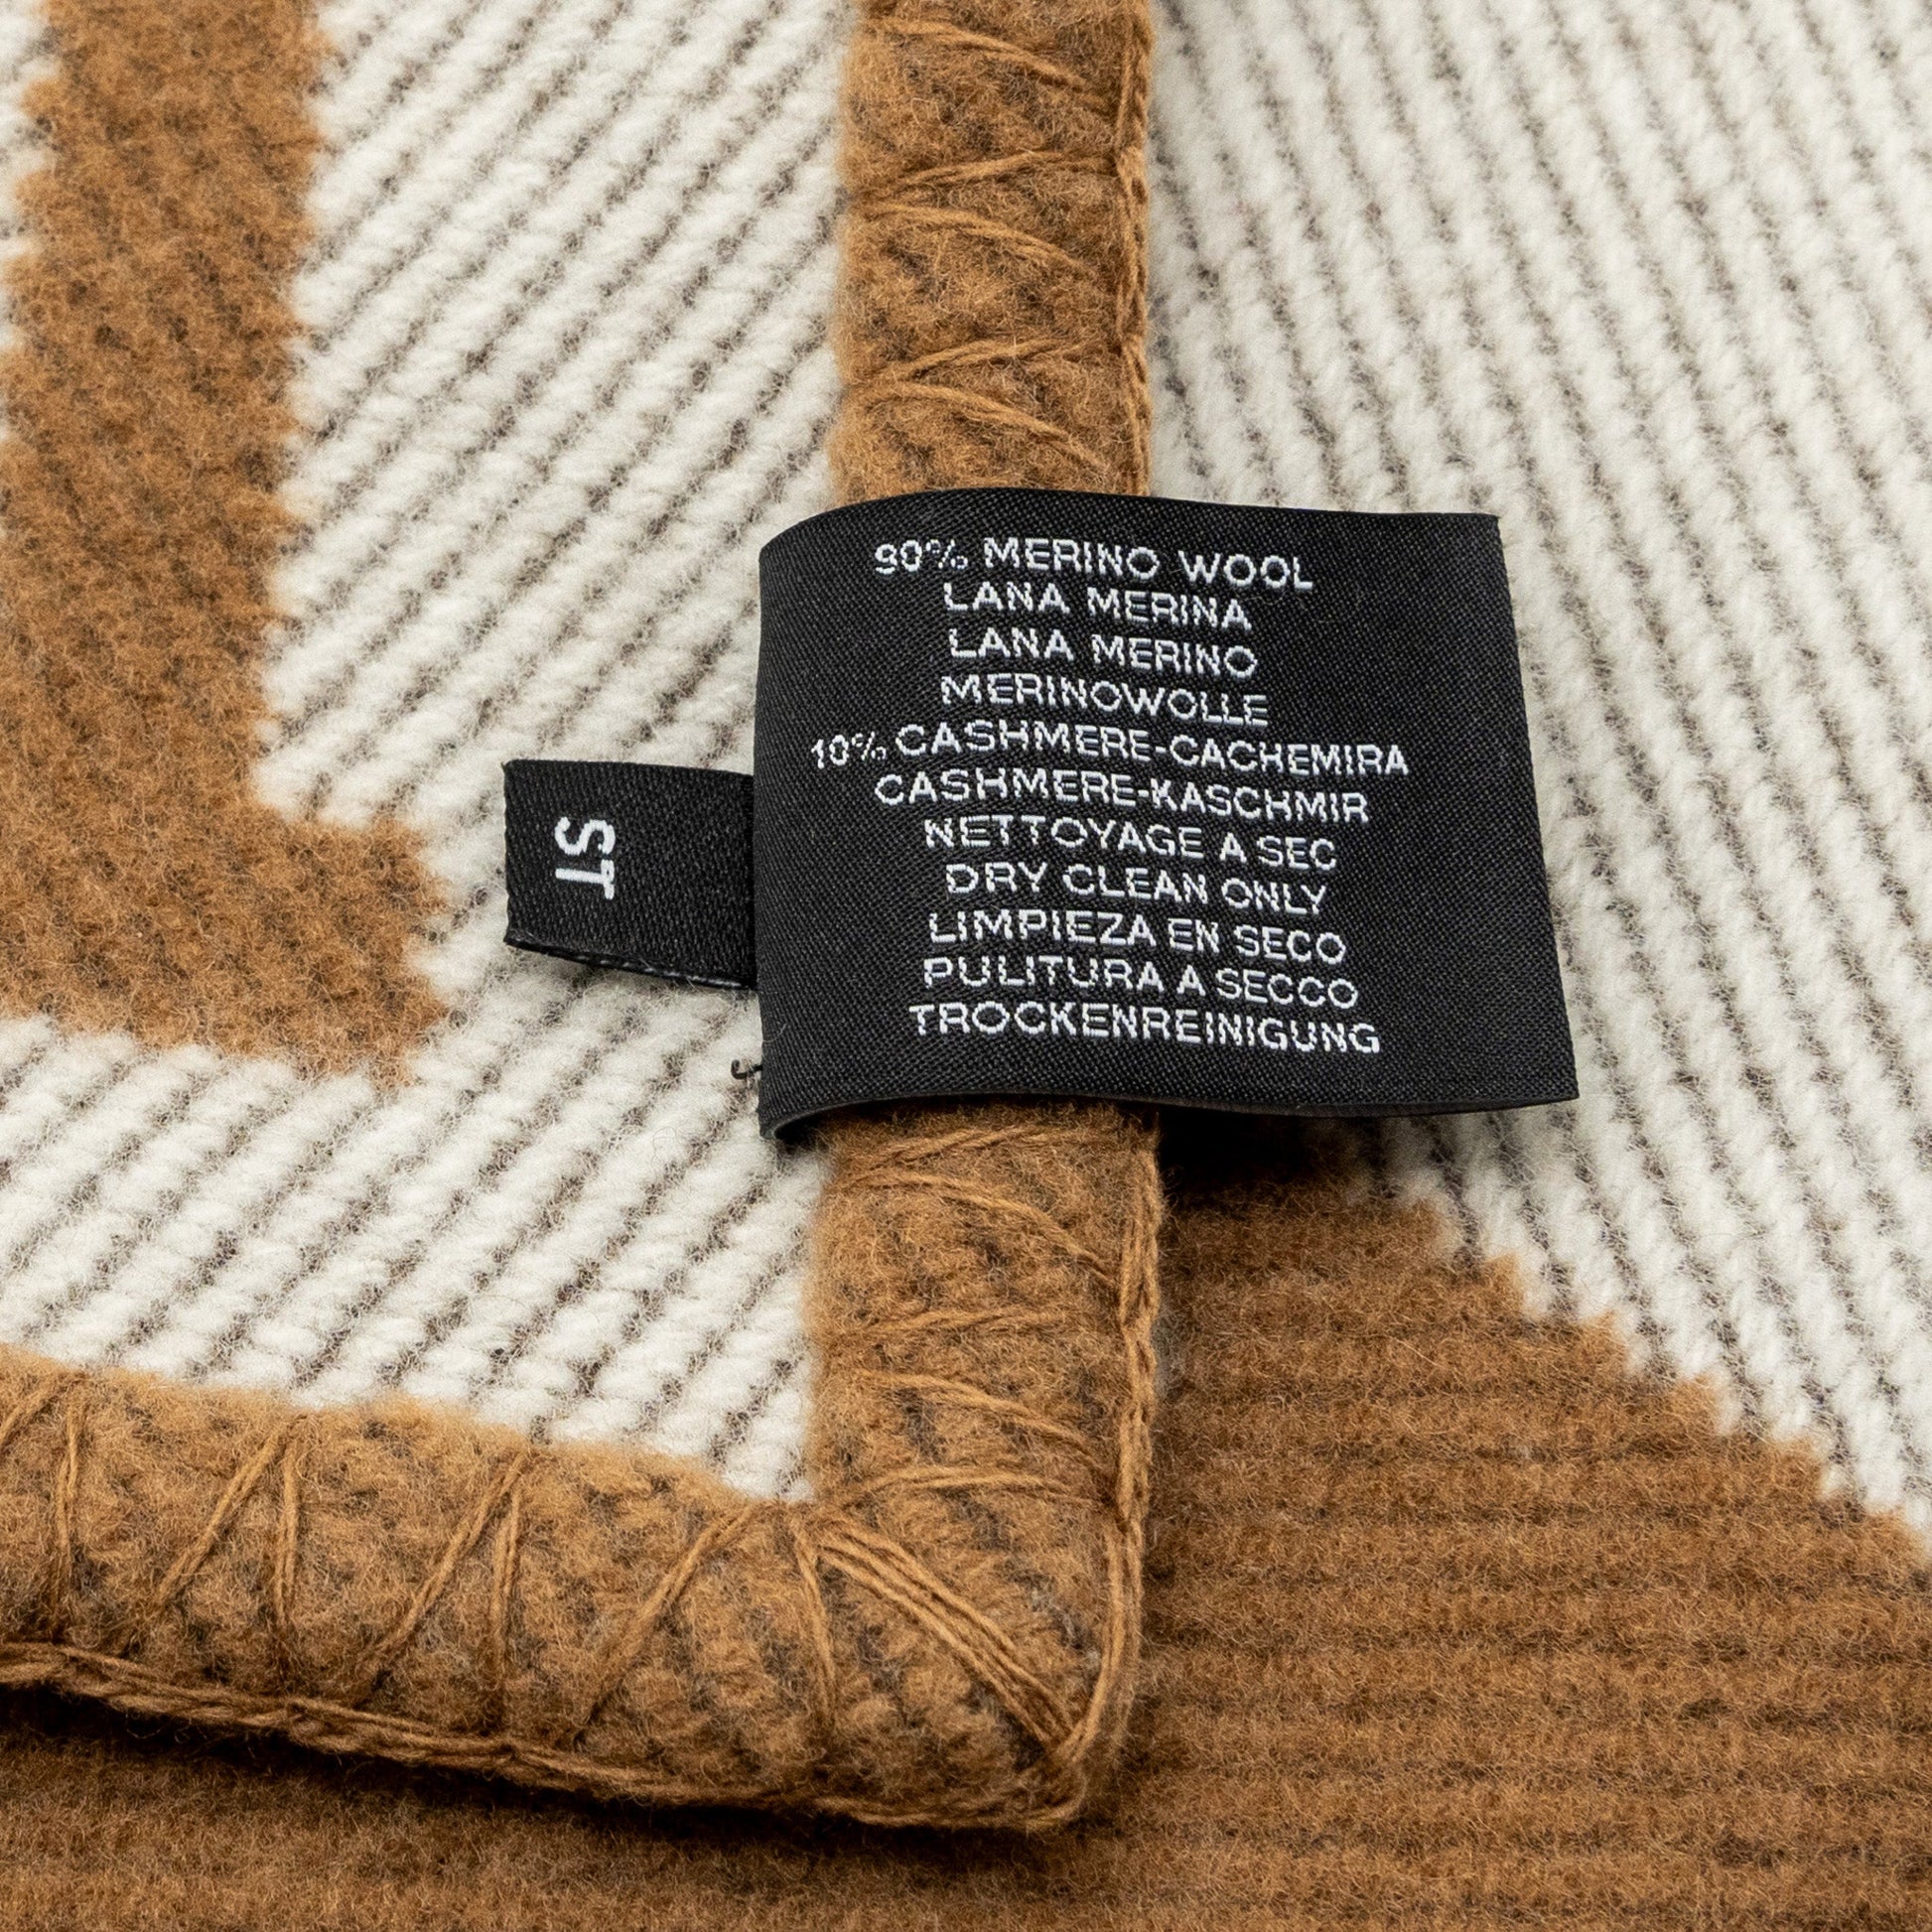 90% MERINO WOOL
LANA MERINA
LANA MERINO
MERINOWOLLE
10% CASHMERE-CACHEMIRA
CASHMERE-KASCHMIR
NETTOYAGE A SEC
DRY CLEAN ONLY
LIMPIEZA EN SECO
PULITURA A SECCO
TROCKENREINIGUNG
ST